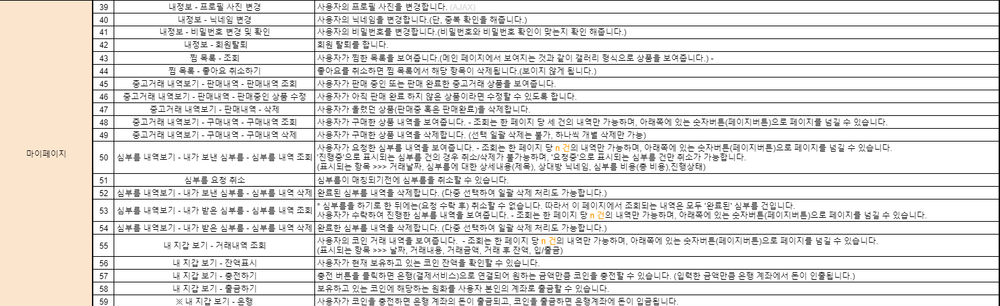 39 내정보 - 프로필 사진 변경 사용자의 프로필 사진을 변경합니다. (AJAX)
40 내정보 - 닉네임 변경 사용자의 닉네임을 변경합니다.(단, 중복 확인을 해줍니다.)
41 내정보 - 비밀번호 변경 및 확인 사용자의 비밀번호를 변경합니다.(비밀번호와 비밀번호 확인이 맞는지 확인 해줍니다.)
42 내정보 - 회원탈퇴 회원 탈퇴를 합니다.
43 찜 목록 - 조회 사용자가 찜한 목록을 보여줍니다.(메인 페이지에서 보여지는 것과 같이 갤러리 형식으로 상품을 보여줍니다.) -
44 찜 목록 - 좋아요 취소하기 좋아요를 취소하면 찜 목록에서 해당 항목이 삭제됩니다.(보이지 않게 됩니다.)
45 중고거래 내역보기 - 판매내역 - 판매내역 조회 사용자가 판매 중인 또는 판매 완료한 중고거래 상품을 보여줍니다.
46 중고거래 내역보기 - 판매내역 - 판매중인 상품 수정 사용자가 아직 판매 완료 하지 않은 상품이라면 수정할 수 있도록 합니다.
47 중고거래 내역보기 - 판매내역 - 삭제 사용자가 올렸던 상품(판매중 혹은 판매완료)을 삭제합니다.
48 중고거래 내역보기 - 구매내역 - 구매내역 조회 사용자가 구매한 상품 내역을 보여줍니다. - 조회는 한 페이지 당 세 건의 내역만 가능하며, 아래쪽에 있는 숫자버튼(페이지버튼)으로 페이지를 넘길 수 있습니다.
49 중고거래 내역보기 - 구매내역 - 구매내역 삭제 사용자가 구매한 상품 내역을 삭제합니다. (선택 일괄 삭제는 불가, 하나씩 개별 삭제만 가능)
마이페이지
50 심부름 내역보기 - 내가 보낸 심부름 - 심부름 내역 조회 사용자가 요청한 심부름 내역을 보여줍니다. - 조회는 한 페이지 당 n 건의 내역만 가능하며, 아래쪽에 있는 숫자버튼(페이지버튼)으로 페이지를 넘길 수 있습니다.
'진행중'으로 표시되는 심부름 건의 경우 취소/삭제가 불가능하며, '요청중'으로 표시되는 심부름 건만 취소가 가능합니다.
(표시되는 항목 >>> 거래날짜, 심부름에 대한 상세내용(제목), 상대방 닉네임, 심부름 비용(총 비용),진행상태)
51 심부름 요청 취소 심부름이 매칭되기전에 심부름을 취소할 수 있습니다.
52 심부름 내역보기 - 내가 보낸 심부름 - 심부름 내역 삭제 완료된 심부름 내역을 삭제합니다. (다중 선택하여 일괄 삭제 처리도 가능합니다.)
53 심부름 내역보기 - 내가 받은 심부름 - 심부름 내역 조회 * 심부름을 하기로 한 뒤에는(요청 수락 후) 취소할 수 없습니다. 따라서 이 페이지에서 조회되는 내역은 모두 '완료된' 심부름 건입니다.
사용자가 수락하여 진행한 심부름 내역을 보여줍니다. - 조회는 한 페이지 당 n 건의 내역만 가능하며, 아래쪽에 있는 숫자버튼(페이지버튼)으로 페이지를 넘길 수 있습니다.
54 심부름 내역보기 - 내가 받은 심부름 - 심부름 내역 삭제 완료한 심부름 내역을 삭제합니다. (다중 선택하여 일괄 삭제 처리도 가능합니다.)
55 내 지갑 보기 - 거래내역 조회 사용자의 코인 거래 내역을 보여줍니다. - 조회는 한 페이지 당 n 건의 내역만 가능하며, 아래쪽에 있는 숫자버튼(페이지버튼)으로 페이지를 넘길 수 있습니다.
(표시되는 항목 >>> 날짜, 거래내용, 거래금액, 거래 후 잔액, 입/출금)
56 내 지갑 보기 - 잔액표시 사용자가 현재 보유하고 있는 코인 잔액을 확인할 수 있습니다.
57 내 지갑 보기 - 충전하기 충전 버튼을 클릭하면 은행(결제서비스)으로 연결되어 원하는 금액만큼 코인을 충전할 수 있습니다. (입력한 금액만큼 은행 계좌에서 돈이 인출됩니다.)
58 내 지갑 보기 - 출금하기 보유하고 있는 코인에 해당하는 원화를 사용자 본인의 계좌로 출금할 수 있습니다.
59 ※ 내 지갑 보기 - 은행 사용자가 코인을 충전하면 은행 계좌의 돈이 출금되고, 코인을 출금하면 은행계좌에 돈이 입금됩니다.